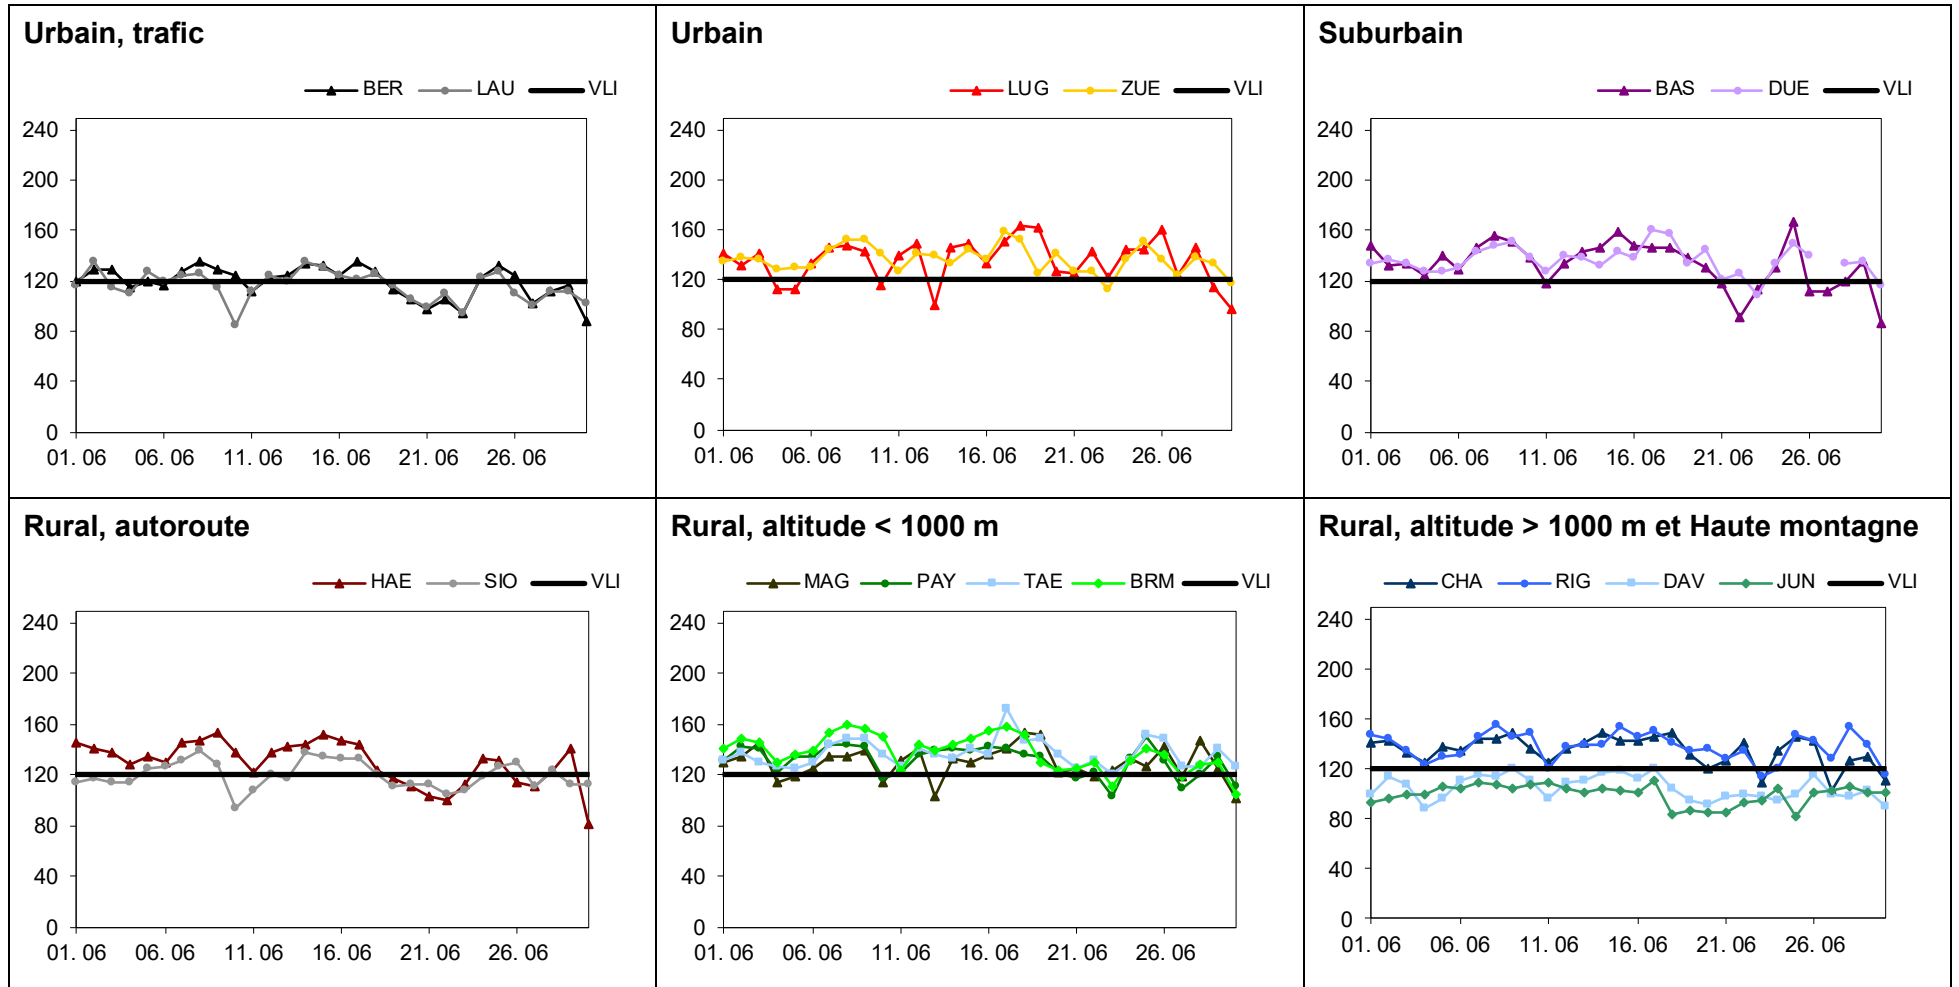 Urbain, trafic
BER LAU VLI
240
200
160
120
80
40
0
01. 06 06. 06 11. 06 16. 06 21. 06 26. 06
Urbain
LUG ZUE VLI
240
200
160
120
80
40
0
01. 06 06. 06 11. 06 16. 06 21. 06 26. 06
Suburbain
BAS DUE VLI
240
200
160
120
80
40
0
01. 06 06. 06 11. 06 16. 06 21. 06 26. 06
Rural, autoroute
HAE SIO VLI
240
200
160
120
80
40
0
01. 06 06. 06 11. 06 16. 06 21. 06 26. 06
Rural, altitude < 1000 m
MAG PAY TAE BRM VLI
240
200
160
120
80
40
0
01. 06 06. 06 11. 06 16. 06 21. 06 26. 06
Rural, altitude > 1000 m et Haute montagne
CHA RIG DAV JUN VLI
240
200
160
120
80
40
0
01. 06 06. 06 11. 06 16. 06 21. 06 26. 06